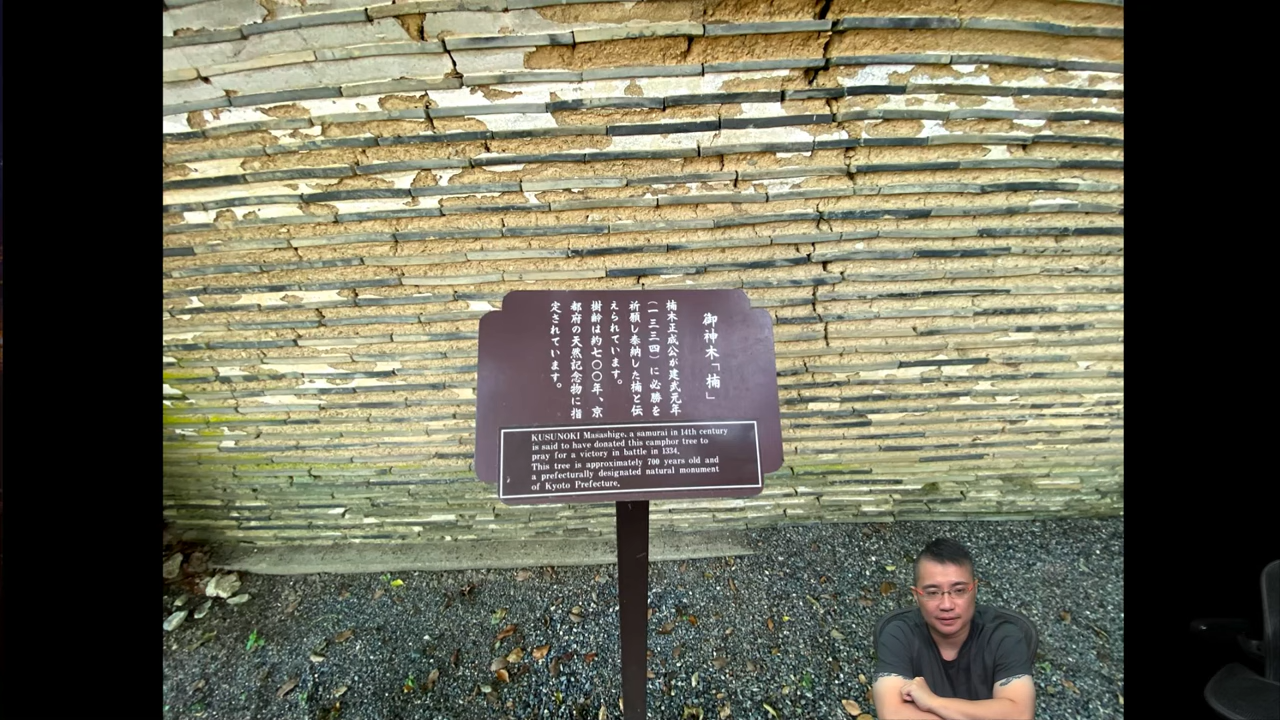 御神木「楠」
楠木正成公が建武元年
(一三三四)に必勝を
祈願し奉納した楠と伝
えられています。
樹齢は約七〇〇年、京
都府の天然記念物に指
定されています。
KUSUNOKI Masashige, a samurai in 14th century
is said to have donated this camphor tree to
pray for a victory in battle in 1334.
This tree is approximately 700 years old and
a prefecturally designated natural monument
of Kyoto Prefecture.